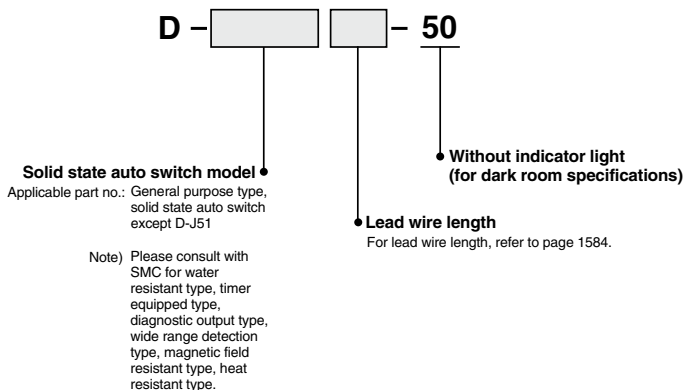 D – – 50
Solid state auto switch model
Applicable part no.: General purpose type,
solid state auto switch
except D-J51
Note) Please consult with
SMC for water
resistant type, timer
equipped type,
diagnostic output type,
wide range detection
type, magnetic field
resistant type, heat
resistant type.
Lead wire length
For lead wire length, refer to page 1584.
Without indicator light
(for dark room specifications)